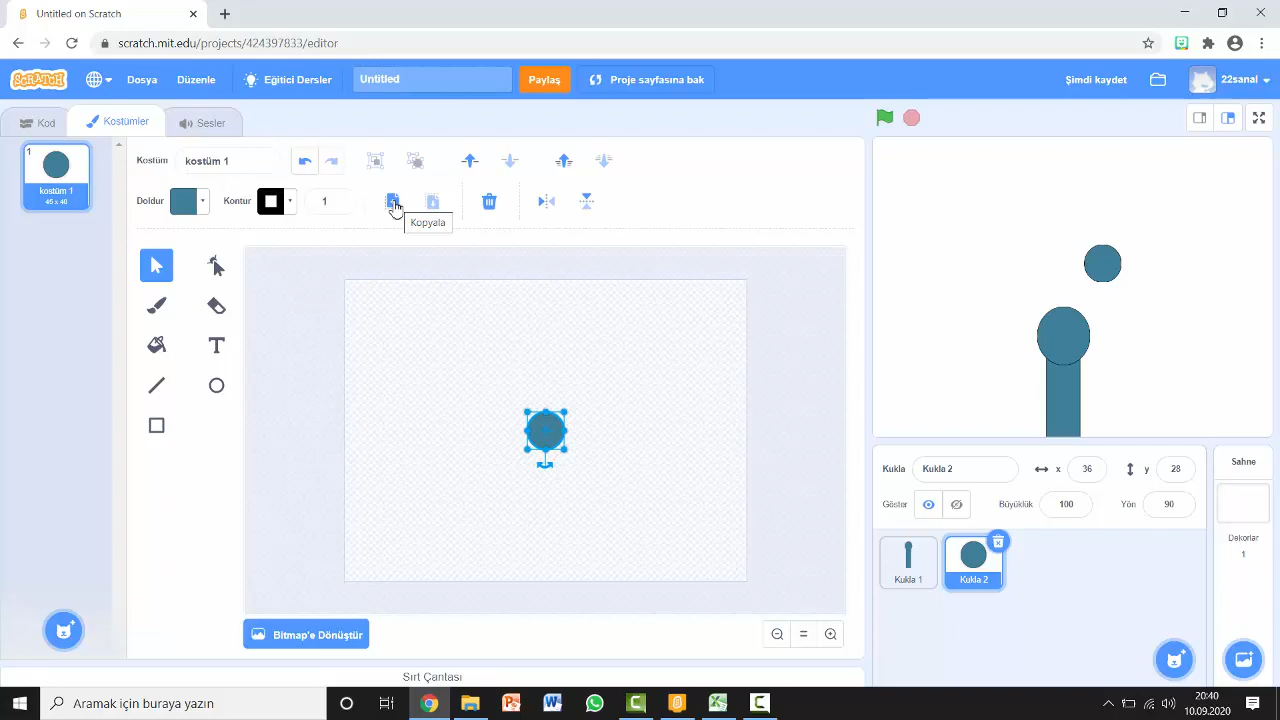 Untitled on Scratch
scratch.mit.edu/projects/424397833/editor
SCRATCH Dosya Düzenle Eğitici Dersler Untitled Paylaş Proje sayfasına bak Şimdi kaydet 22sanal
Kod Kostümler Sesler
1
kostüm 1
45 x 40
Kostüm kostüm 1
Doldur Kontur 1
Kopyala
Bitmap'e Dönüştür
Sırt Çantası
Kukla Kukla 2 x 36 y 28
Göster Büyüklük 100 Yön 90
Kukla 1
Kukla 2
Sahne
Dekorlar
1
Aramak için buraya yazın
20:40
10.09.2020